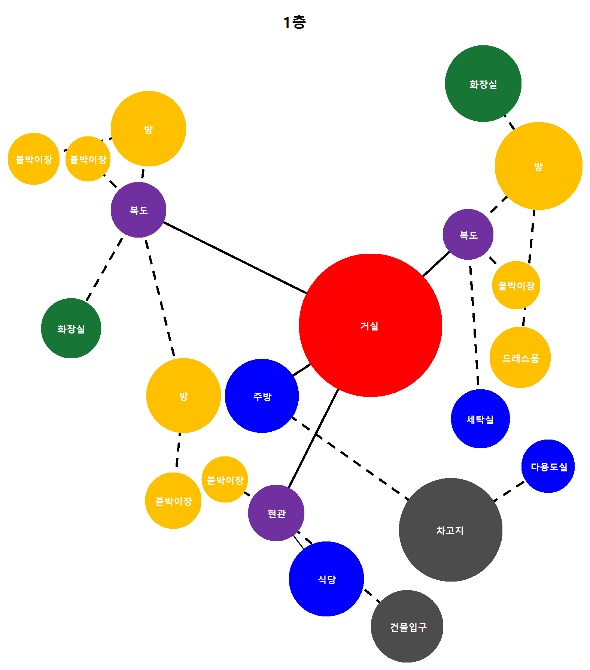 1층
화장실
방
붙박이장
붙박이장
방
복도
복도
붙박이장
거실
화장실
드레스룸
방
주방
세탁실
다용도실
붙박이장
붙박이장
현관
차고지
식당
건물입구